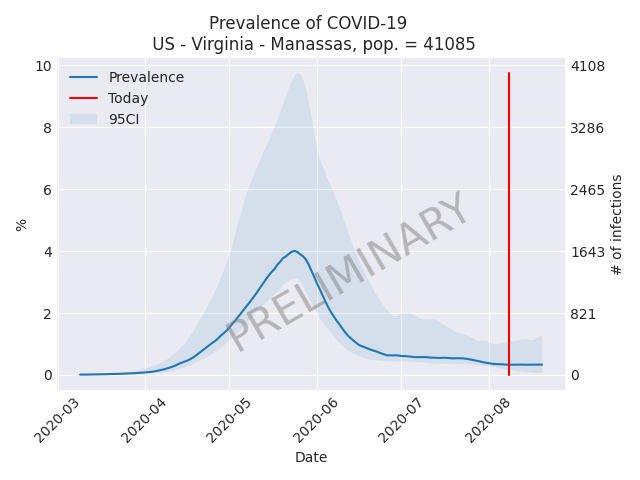 Prevalence of COVID-19
US - Virginia - Manassas, pop. = 41085
Prevalence
Today
95CI
10
8
6
4
2
0
%
4108
3286
2465
1643
821
0
# of infections
PRELIMINARY
2020-03
2020-04
2020-05
2020-06
2020-07
2020-08
Date